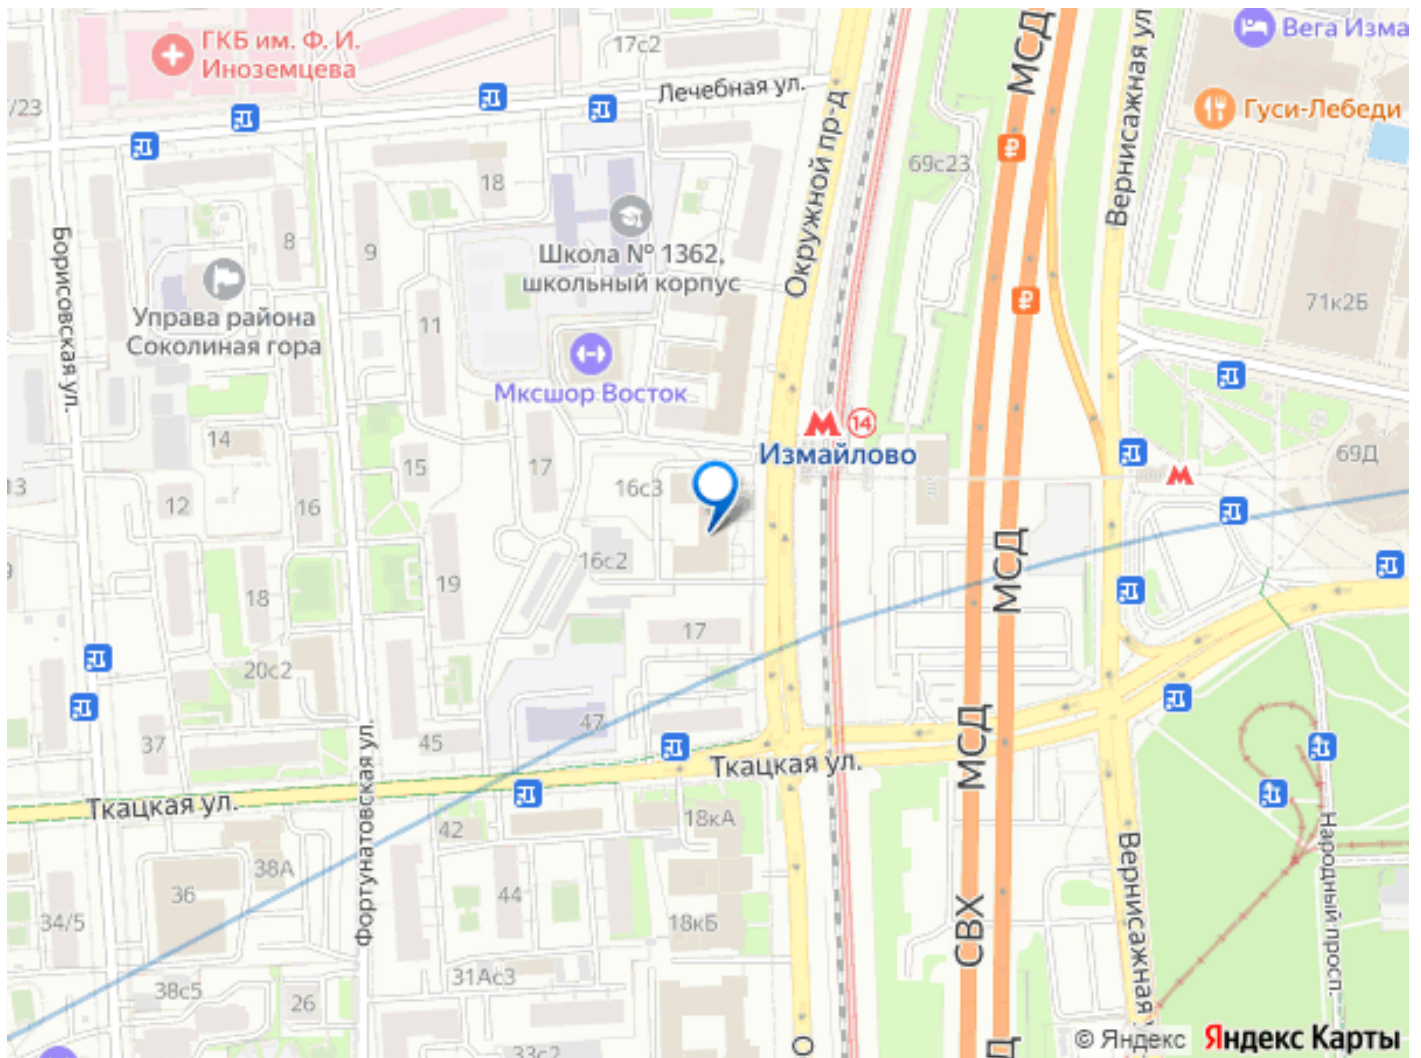 ГКБ им. Ф. И.
Иноземцева
17с2
Лечебная ул.
Окружной пр-д
МСД
Вернисажная ул
Вега Изма
Гуси-Лебеди
/23
69с23
18
Школа № 1362,
школьный корпус
8
9
Борисовская ул.
Управа района
Соколиная гора
11
71к2Б
Мксшор Восток
14
Измайлово
14
15
17
16с3
69Д
13
12
16
16с2
МСД
19
18
17
20с2
47
37
45
МСД
Фортунатовская ул.
Ткацкая ул.
Ткацкая ул.
42
18кА
38А
36
44
34/5
18кБ
СВХ
Вернисажная
Народный просп.
31Ас3
38с5
26
33с2
О
Д
© Яндекс Яндекс Карты